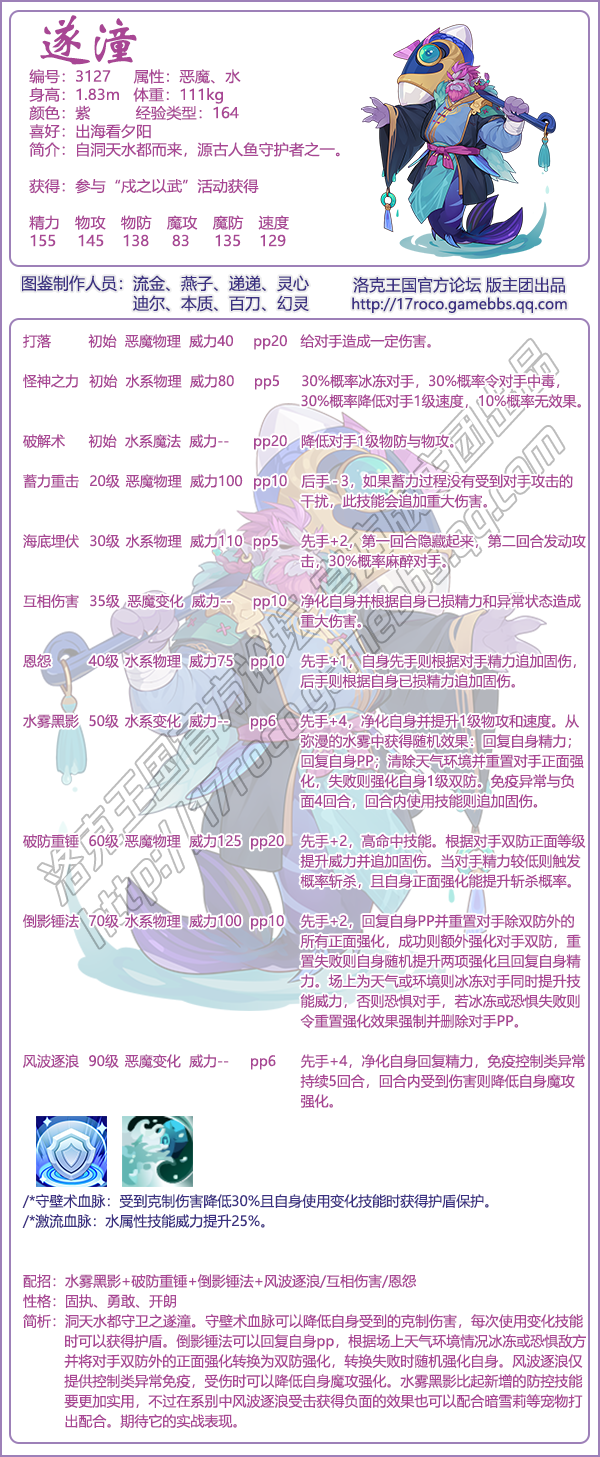 遂潼
编号：3127 属性：恶魔、水
身高：1.83m 体重：111kg
颜色：紫 经验类型：164
喜好：出海看夕阳
简介：自洞天水都而来，源古人鱼守护者之一。
获得：参与“戍之以武”活动获得
精力 物攻 物防 魔攻 魔防 速度
155 145 138 83 135 129
图鉴制作人员：流金、燕子、递递、灵心 洛克王国官方论坛 版主团出品
迪尔、本质、百刀、幻灵 http://17roco.gamebbs.qq.com
打落 初始 恶魔物理 威力40 pp20 给对手造成一定伤害。
怪神之力 初始 水系物理 威力80 pp5 30%概率冰冻对手，30%概率令对手中毒，
30%概率降低对手1级速度，10%概率无效果。
破解术 初始 水系魔法 威力-- pp20 降低对手1级物防与物攻。
蓄力重击 20级 恶魔物理 威力100 pp10 后手-3，如果蓄力过程没有受到对手攻击的
干扰，此技能会追加重大伤害。
海底埋伏 30级 水系物理 威力110 pp5 先手+2，第一回合隐藏起来，第二回合发动攻
击，30%概率麻醉对手。
互相伤害 35级 恶魔变化 威力-- pp10 净化自身并根据自身已损精力和异常状态造成
重大伤害。
恩怨 40级 水系物理 威力75 pp10 先手+1，自身先手则根据对手精力追加固伤，
后手则根据自身已损精力追加固伤。
水雾黑影 50级 水系变化 威力-- pp6 先手+4，净化自身并提升1级物攻和速度。从
弥漫的水雾中获得随机效果：回复自身精力；
回复自身PP；清除天气环境并重置对手正面强
化，失败则强化自身1级双防。免疫异常与负
面4回合，回合内使用技能则追加固伤。
破防重锤 60级 恶魔物理 威力125 pp20 先手+2，高命中技能。根据对手双防正面等级
提升威力并追加固伤。当对手精力较低则触发
概率斩杀，且自身正面强化能提升斩杀概率。
倒影锤法 70级 水系物理 威力100 pp10 先手+2，回复自身PP并重置对手除双防外的
所有正面强化，成功则额外强化对手双防，重
置失败则自身随机提升两项强化且回复自身精
力。场上为天气或环境则冰冻对手同时提升技
能威力，否则恐惧对手，若冰冻或恐惧失败则
令重置强化效果强制并删除对手PP。
风波逐浪 90级 恶魔变化 威力-- pp6 先手+4，净化自身回复精力，免疫控制类异常
持续5回合，回合内受到伤害则降低自身魔攻
强化。
/*守壁术血脉：受到克制伤害降低30%且自身使用变化技能时获得护盾保护。
/*激流血脉：水属性技能威力提升25%。
配招：水雾黑影+破防重锤+倒影锤法+风波逐浪/互相伤害/恩怨
性格：固执、勇敢、开朗
简析：洞天水都守卫之遂潼。守壁术血脉可以降低自身受到的克制伤害，每次使用变化技能
时可以获得护盾。倒影锤法可以回复自身pp，根据场上天气环境情况冰冻或恐惧敌方
并将对手双防外的正面强化转换为双防强化，转换失败时随机强化自身。风波逐浪仅
提供控制类异常免疫，受伤时可以降低自身魔攻强化。水雾黑影比起新增的防控技能
要更加实用，不过在系别中风波逐浪受击获得负面的效果也可以配合暗雪莉等宠物打
出配合。期待它的实战表现。
洛克王国官方论坛 版主团出品
http://17roco.gamebbs.qq.com